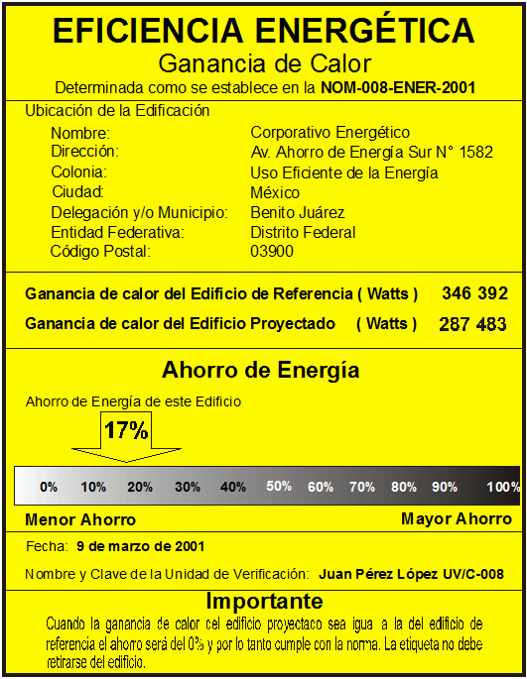 EFICIENCIA ENERGÉTICA
Ganancia de Calor
Determinada como se establece en la NOM-008-ENER-2001
Ubicación de la Edificación
Nombre: Corporativo Energético
Dirección: Av. Ahorro de Energía Sur N° 1582
Colonia: Uso Eficiente de la Energía
Ciudad: México
Delegación y/o Municipio: Benito Juárez
Entidad Federativa: Distrito Federal
Código Postal: 03900
Ganancia de calor del Edificio de Referencia ( Watts ) 346 392
Ganancia de calor del Edificio Proyectado ( Watts ) 287 483
Ahorro de Energía
Ahorro de Energía de este Edificio
17%
0% 10% 20% 30% 40% 50% 60% 70% 80% 90% 100%
Menor Ahorro Mayor Ahorro
Fecha: 9 de marzo de 2001
Nombre y Clave de la Unidad de Verificación: Juan Pérez López UV/C-008
Importante
Cuando la ganancia de calor del edificio proyectado sea igual a la del edificio de
referencia el ahorro será del 0% y por lo tanto cumple con la norma. La etiqueta no debe
retirarse del edificio.